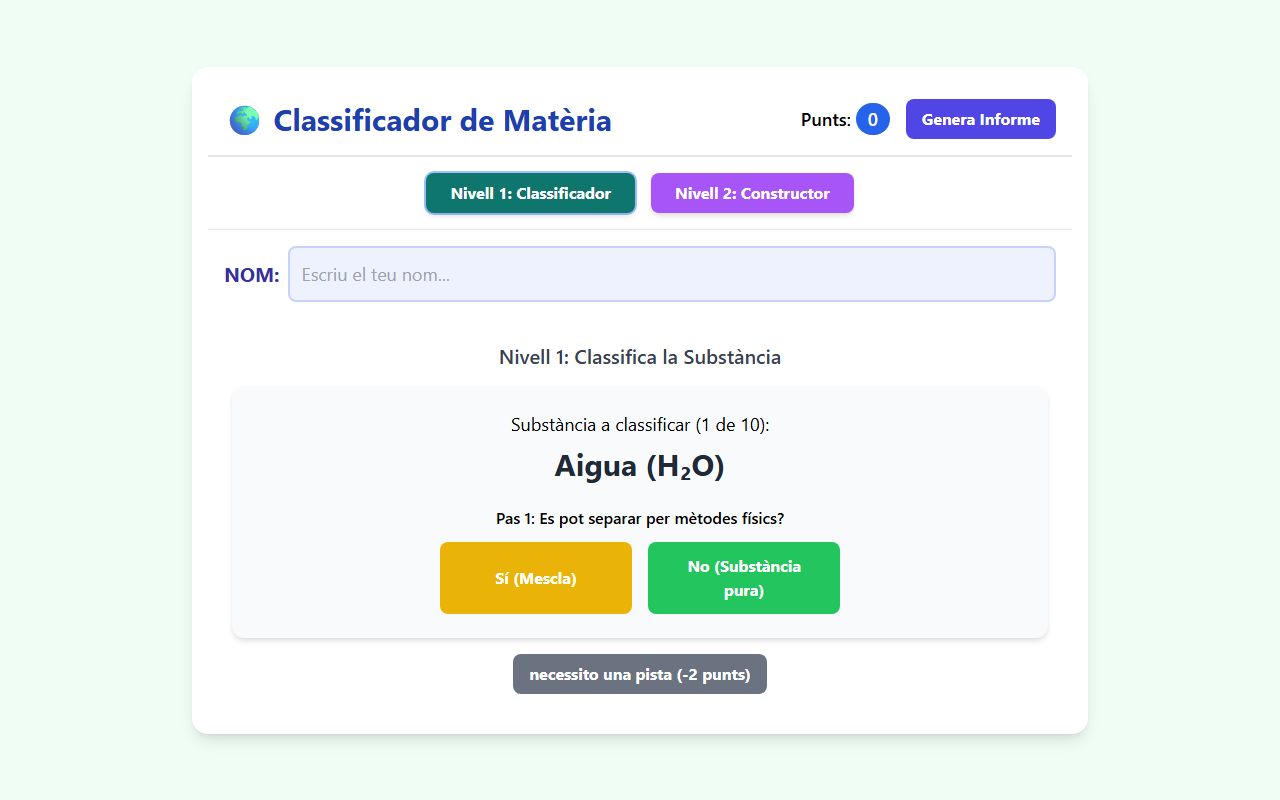 Classificador de Matèria
Punts: 0
Genera Informe
Nivell 1: Classificador
Nivell 2: Constructor
NOM:
Escriu el teu nom...
Nivell 1: Classifica la Substància
Substància a classificar (1 de 10):
Aigua (H₂O)
Pas 1: Es pot separar per mètodes físics?
Sí (Mescla)
No (Substància
pura)
necessito una pista (-2 punts)